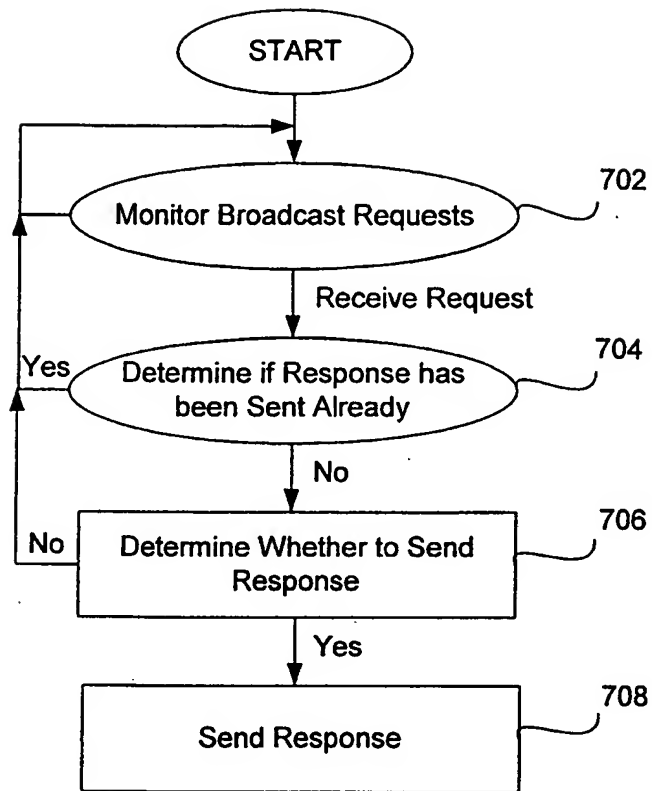 START
702
Monitor Broadcast Requests
Receive Request
704
Yes
Determine if Response has
been Sent Already
No
706
No
Determine Whether to Send
Response
Yes
708
Send Response